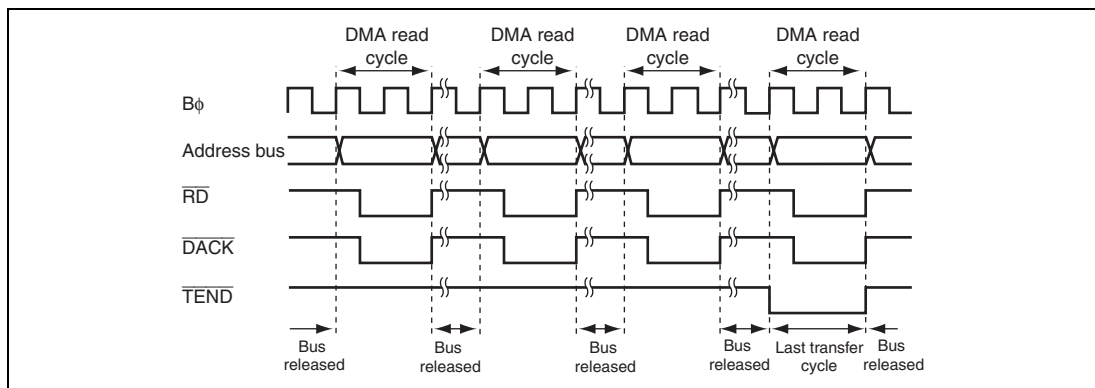 DMA read cycle
DMA read cycle
DMA read cycle
DMA read cycle
Bϕ
Address bus
RD
DACK
TEND
Bus released
Bus released
Bus released
Bus released
Last transfer cycle
Bus released